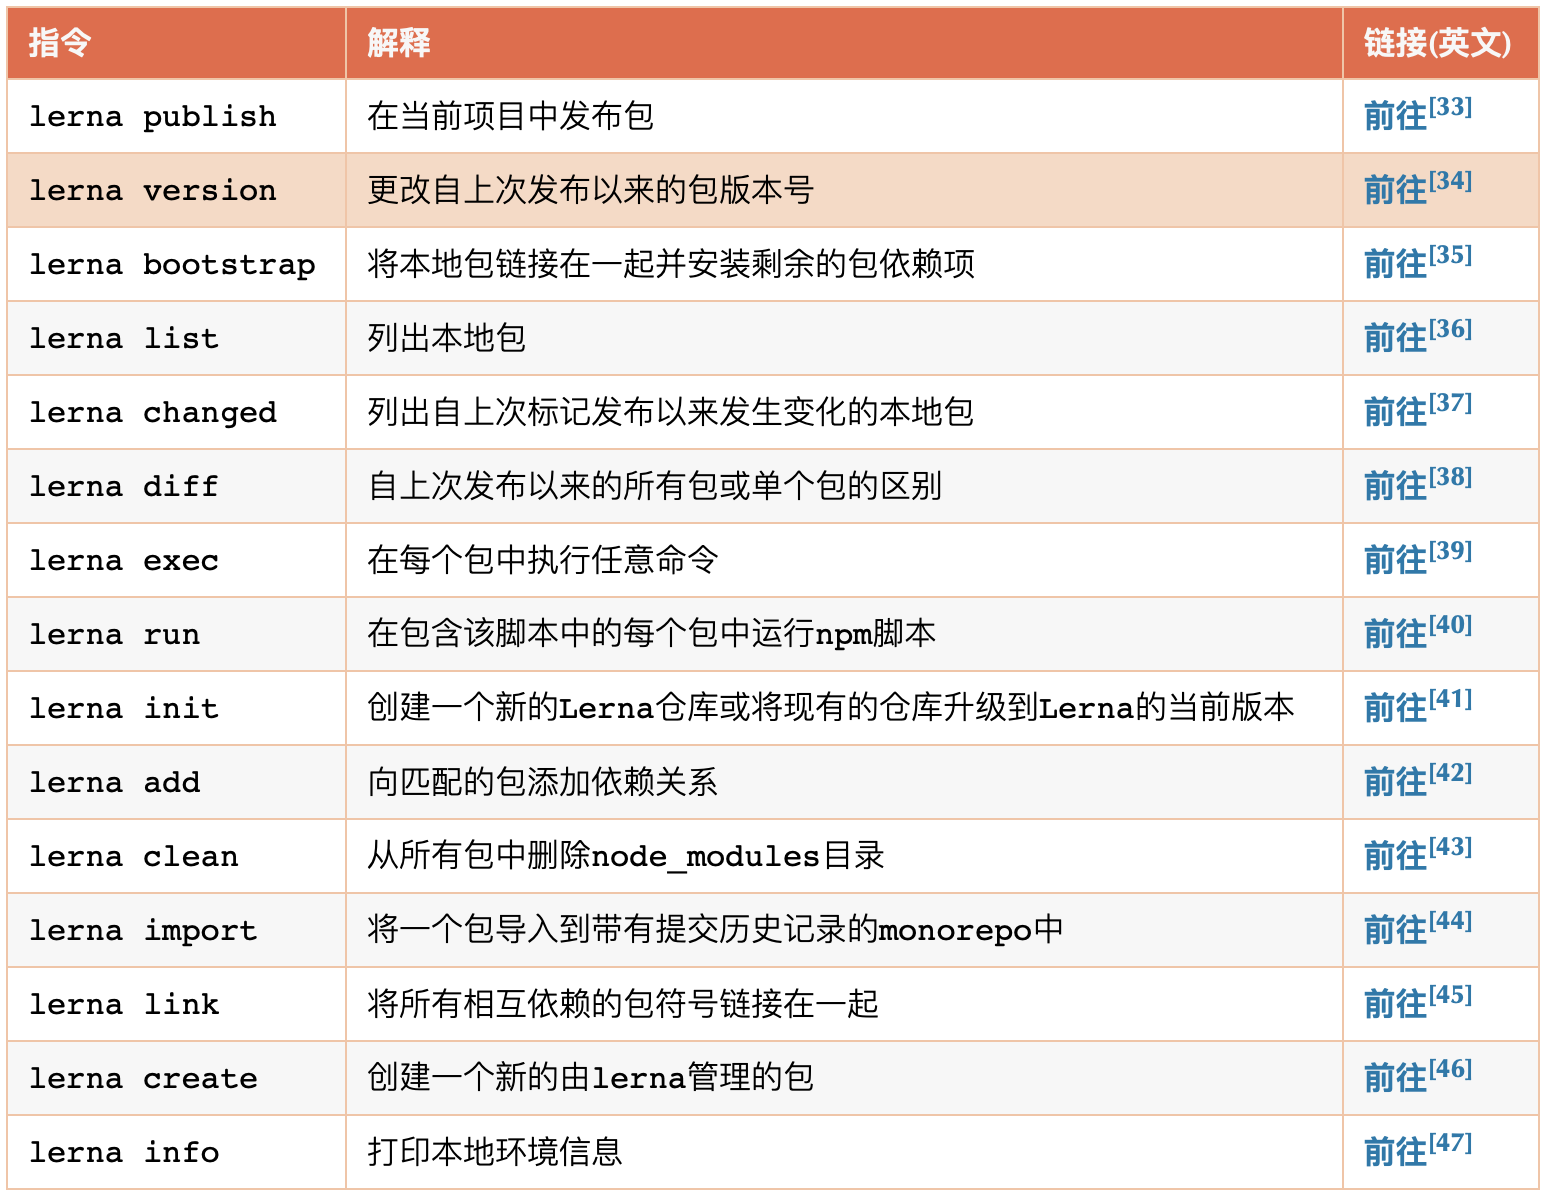 指令 解释 链接(英文)
lerna publish 在当前项目中发布包 前往[33]
lerna version 更改自上次发布以来的包版本号 前往[34]
lerna bootstrap 将本地包链接在一起并安装剩余的包依赖项 前往[35]
lerna list 列出本地包 前往[36]
lerna changed 列出自上次标记发布以来发生变化的本地包 前往[37]
lerna diff 自上次发布以来的所有包或单个包的区别 前往[38]
lerna exec 在每个包中执行任意命令 前往[39]
lerna run 在包含该脚本中的每个包中运行npm脚本 前往[40]
lerna init 创建一个新的Lerna仓库或将现有的仓库升级到Lerna的当前版本 前往[41]
lerna add 向匹配的包添加依赖关系 前往[42]
lerna clean 从所有包中删除node_modules目录 前往[43]
lerna import 将一个包导入到带有提交历史记录的monorepo中 前往[44]
lerna link 将所有相互依赖的包符号链接在一起 前往[45]
lerna create 创建一个新的由lerna管理的包 前往[46]
lerna info 打印本地环境信息 前往[47]